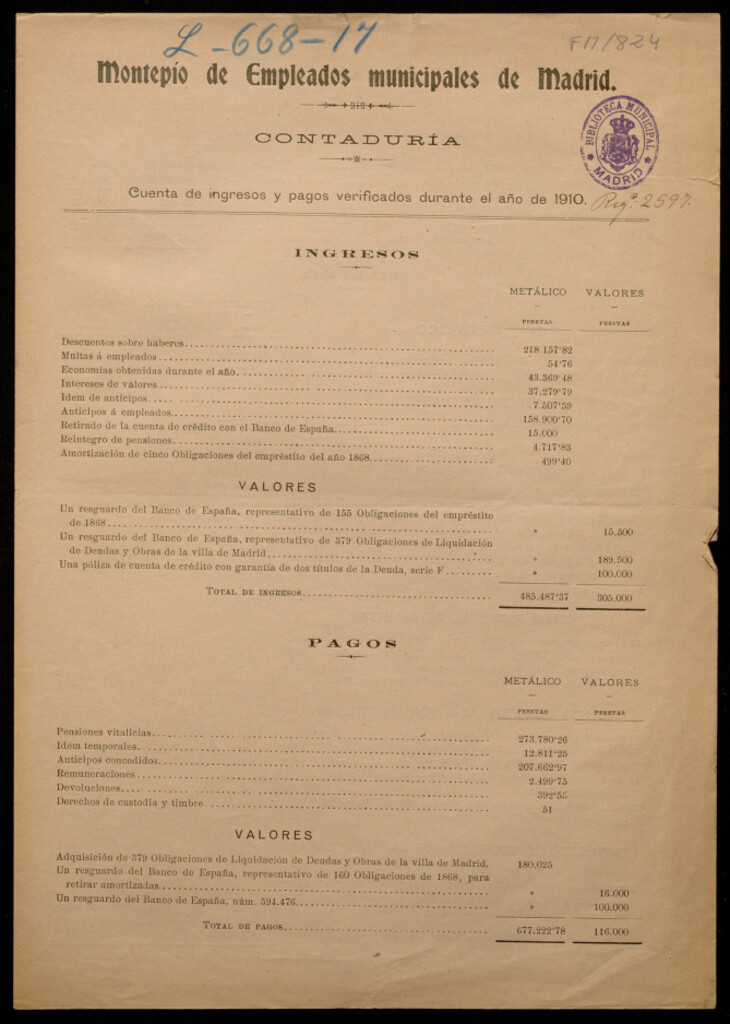 L-668-17
FM/824
Montepío de Empleados municipales de Madrid.
CONTADURÍA
BIBLIOTECA MUNICIPAL
MADRID
Cuenta de ingresos y pagos verificados durante el año de 1910.
Regº. 2597.
INGRESOS
METÁLICO VALORES
PESETAS PESETAS
Descuentos sobre haberes 218.157'82
Multas á empleados 54'76
Economías obtenidas durante el año. 43.369'48
Intereses de valores 37.279'79
Idem de anticipos 7.507'59
Anticipos á empleados 158.900'70
Retirado de la cuenta de crédito con el Banco de España 15.000
Reintegro de pensiones 4.717'83
Amortización de cinco Obligaciones del empréstito del año 1868 499'40
VALORES
Un resguardo del Banco de España, representativo de 155 Obligaciones del empréstito
de 1868 » 15.500
Un resguardo del Banco de España, representativo de 379 Obligaciones de Liquidación
de Deudas y Obras de la villa de Madrid » 189.500
Una póliza de cuenta de crédito con garantía de dos títulos de la Deuda, serie F » 100.000
TOTAL DE INGRESOS 485.487'37 305.000
PAGOS
METÁLICO VALORES
PESETAS PESETAS
Pensiones vitalicias 273.780'26
Idem temporales 12.811'25
Anticipos concedidos 207.662'97
Remuneraciones 2.499'75
Devoluciones 392'55
Derechos de custodia y timbre 51
VALORES
Adquisición de 379 Obligaciones de Liquidación de Deudas y Obras de la villa de Madrid. 180.025
Un resguardo del Banco de España, representativo de 160 Obligaciones de 1868, para
retirar amortizadas » 16.000
Un resguardo del Banco de España, núm. 594.476 » 100.000
TOTAL DE PAGOS 677.222'78 116.000